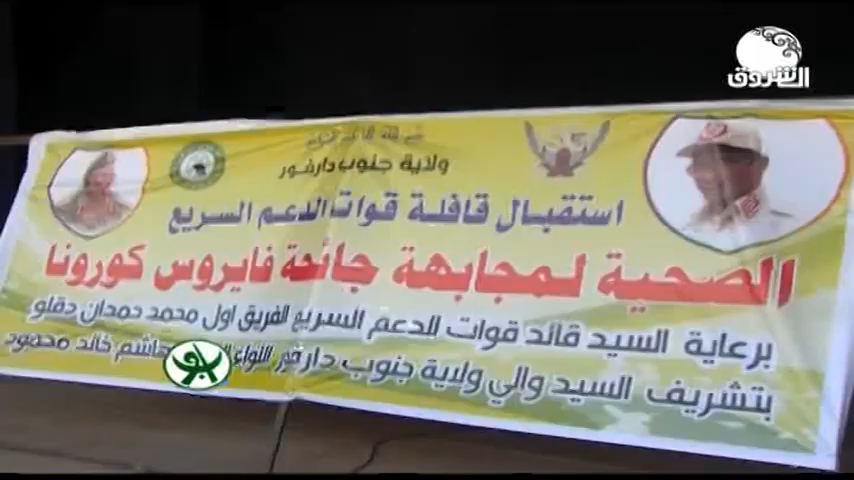 الشروق
ولاية جنوب دارفور
استقبال قافلة قوات الدعم السريع
الصحية لمجابهة جائحة فايروس كورونا
برعاية السيد قائد قوات الدعم السريع الفريق اول محمد حمدان دقلو
بتشريف السيد والي ولاية جنوب دارفور اللواء هاشم خالد محمود